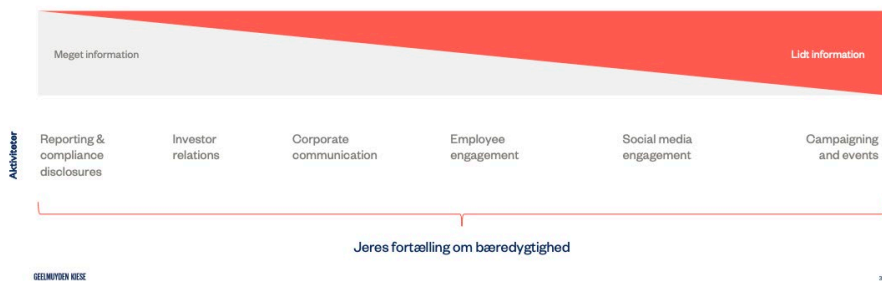 Meget information
Lidt information
Aktiviteter
Reporting &
compliance
disclosures
Investor
relations
Corporate
communication
Employee
engagement
Social media
engagement
Campaigning
and events
Jeres fortælling om bæredygtighed
GEELMUYDEN KIESE
3